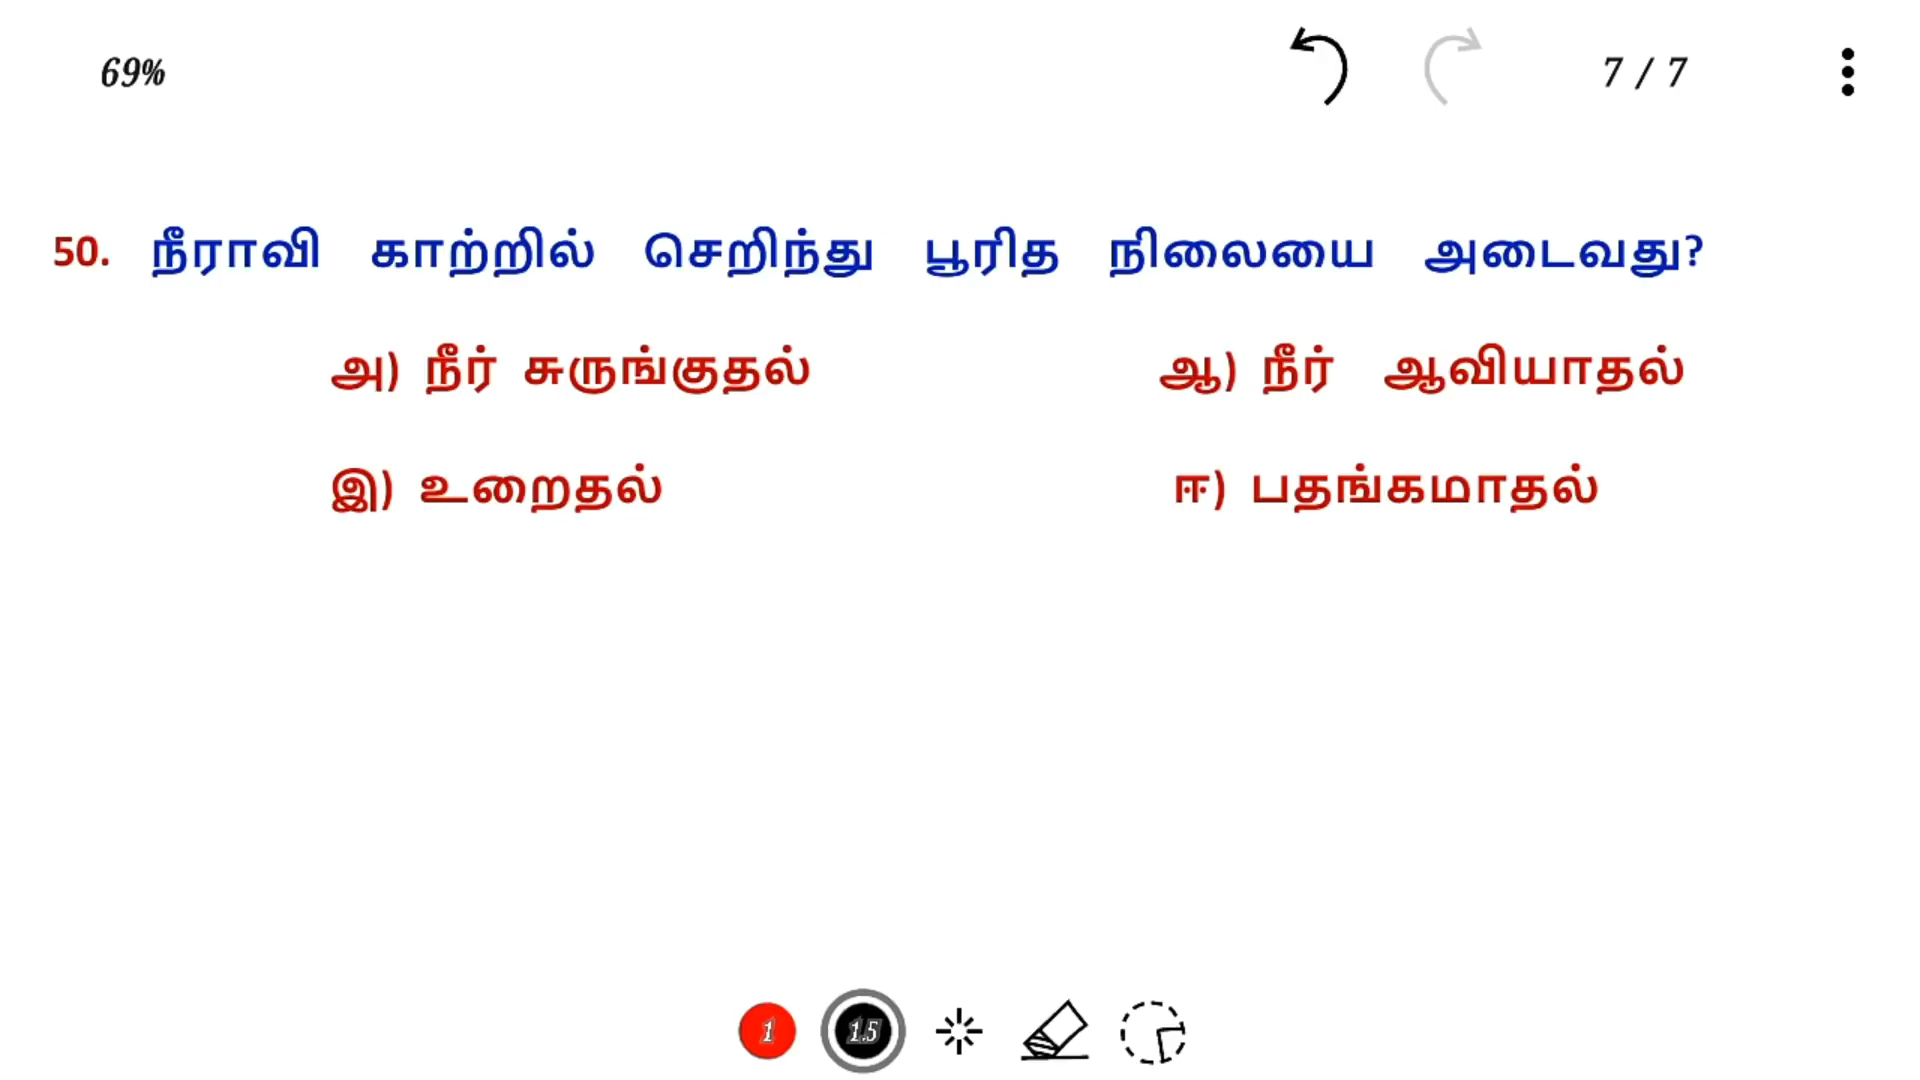 69% 7 / 7
50. நீராவி காற்றில் செறிந்து பூரித நிலையை அடைவது?
அ) நீர் சுருங்குதல் ஆ) நீர் ஆவியாதல்
இ) உறைதல் ஈ) பதங்கமாதல்
1 1.5